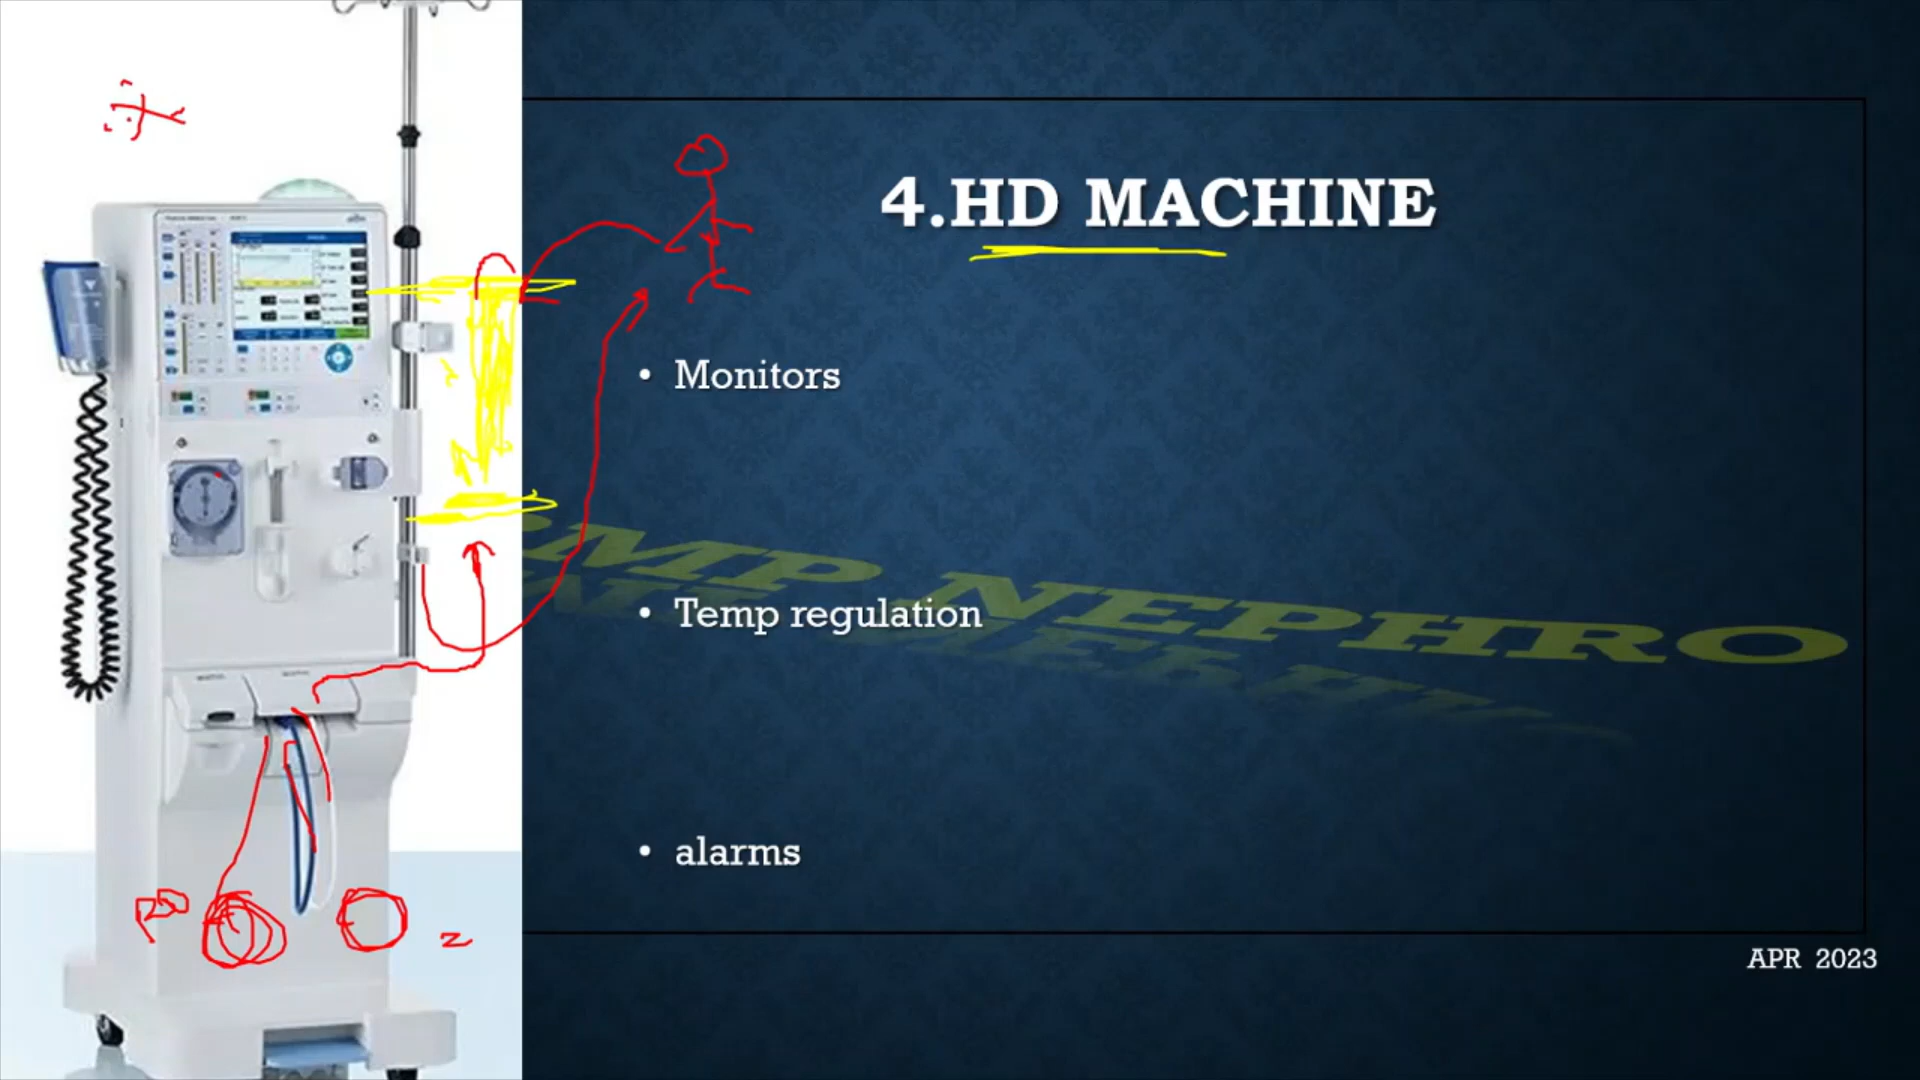 4.HD MACHINE
• Monitors
MP NEPHRO
• Temp regulation
• alarms
APR 2023